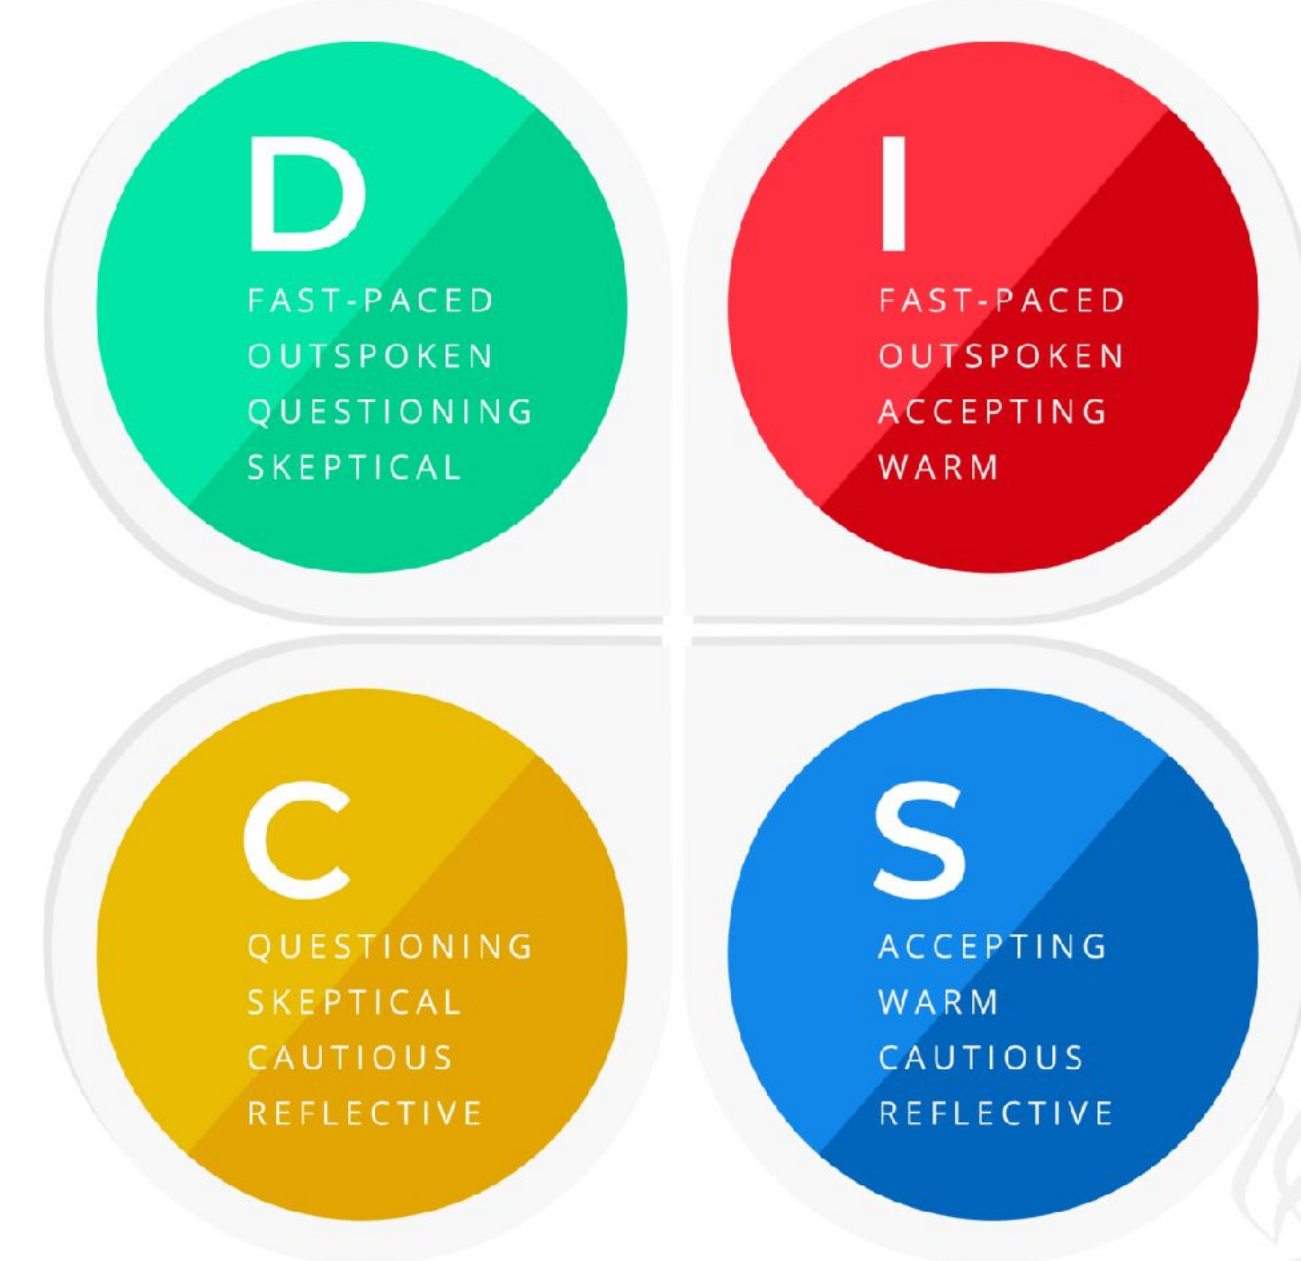 D
FAST-PACED
OUTSPOKEN
QUESTIONING
SKEPTICAL
I
FAST-PACED
OUTSPOKEN
ACCEPTING
WARM
C
QUESTIONING
SKEPTICAL
CAUTIOUS
REFLECTIVE
S
ACCEPTING
WARM
CAUTIOUS
REFLECTIVE